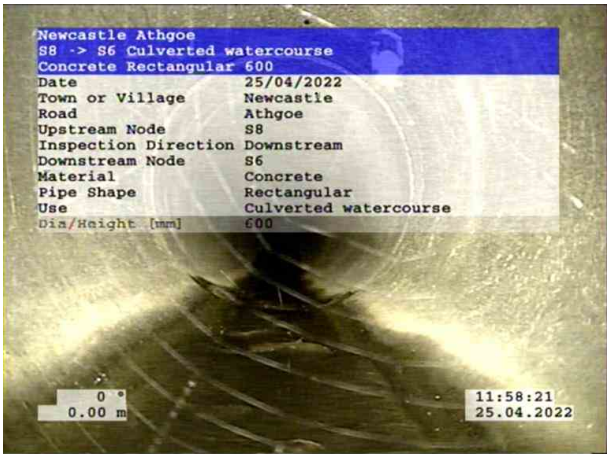 Newcastle Athgoe
S8 -> S6 Culverted watercourse
Concrete Rectangular 600
Date 25/04/2022
Town or Village Newcastle
Road Athgoe
Upstream Node S8
Inspection Direction Downstream
Downstream Node S6
Material Concrete
Pipe Shape Rectangular
Use Culverted watercourse
Dia/Height [mm] 600
0 °
0.00 m
11:58:21
25.04.2022